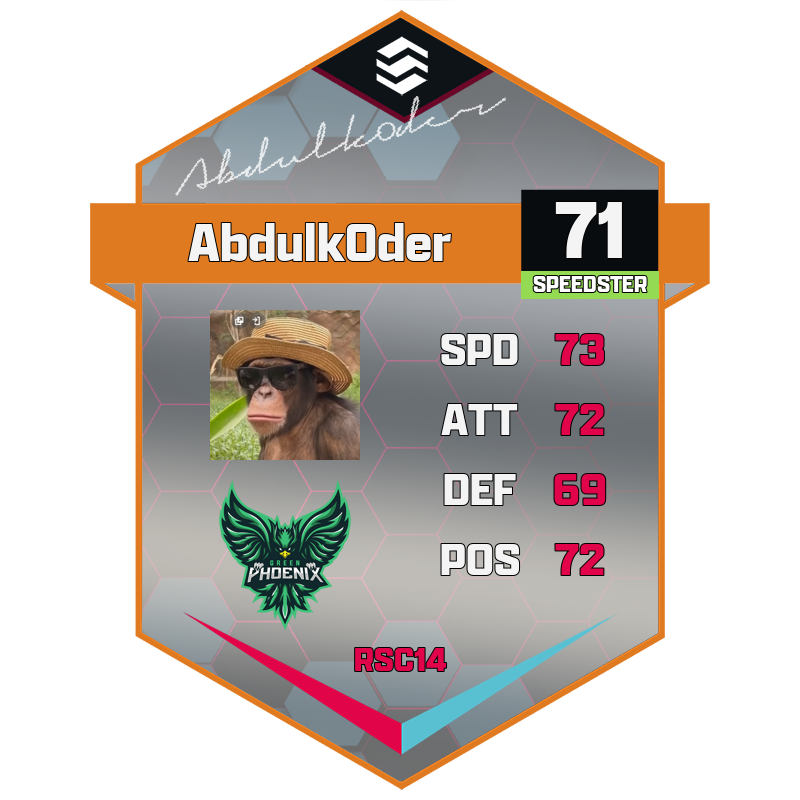 Abdulkoder
AbdulkOder
71
SPEEDSTER
SPD 73
ATT 72
DEF 69
POS 72
GREEN
PHOENIX
RSC14